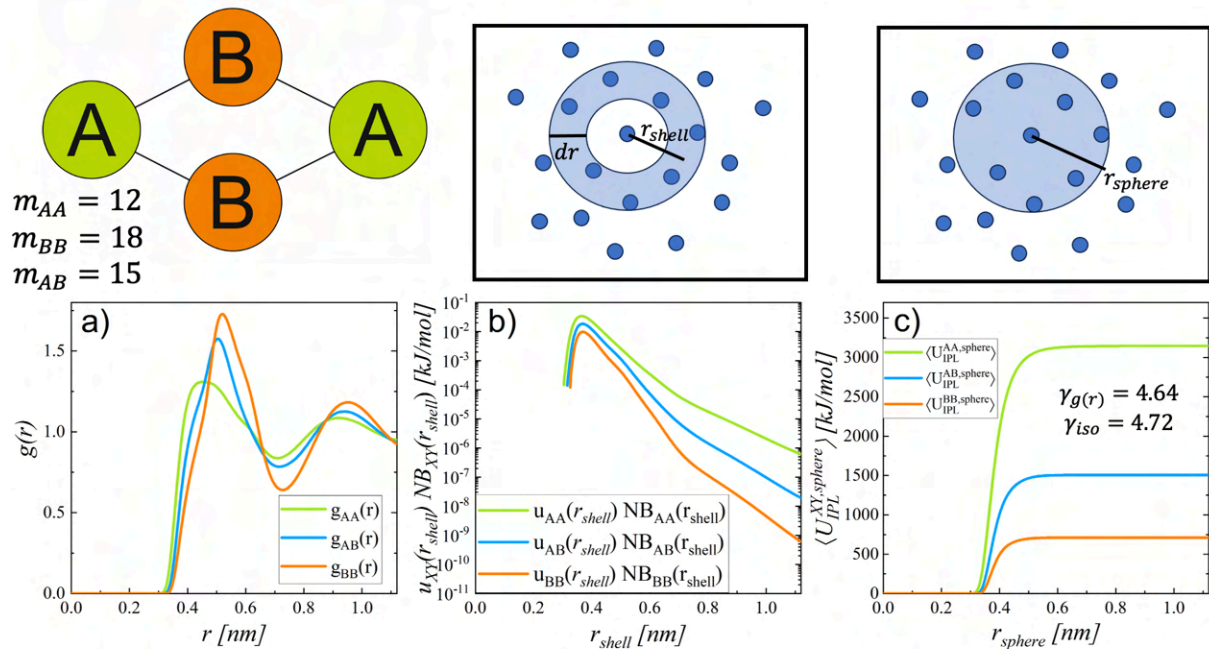 B
A
A
B
m_AA = 12
m_BB = 18
m_AB = 15
r_shell
dr
r_sphere
a)
g(r)
1.5
1.0
0.5
0.0
0.0 0.2 0.4 0.6 0.8 1.0
r [nm]
g_AA(r)
g_AB(r)
g_BB(r)
b)
u_XY(r_shell) NB_XY(r_shell) [kJ/mol]
10^-1
10^-2
10^-3
10^-4
10^-5
10^-6
10^-7
10^-8
10^-9
10^-10
10^-11
u_AA(r_shell) NB_AA(r_shell)
u_AB(r_shell) NB_AB(r_shell)
u_BB(r_shell) NB_BB(r_shell)
0.0 0.2 0.4 0.6 0.8 1.0
r_shell [nm]
c)
⟨U_IPL^XY,sphere⟩ [kJ/mol]
3500
3000
2500
2000
1500
1000
500
0
⟨U_IPL^AA,sphere⟩
⟨U_IPL^AB,sphere⟩
⟨U_IPL^BB,sphere⟩
γ_g(r) = 4.64
γ_iso = 4.72
0.0 0.2 0.4 0.6 0.8 1.0
r_sphere [nm]